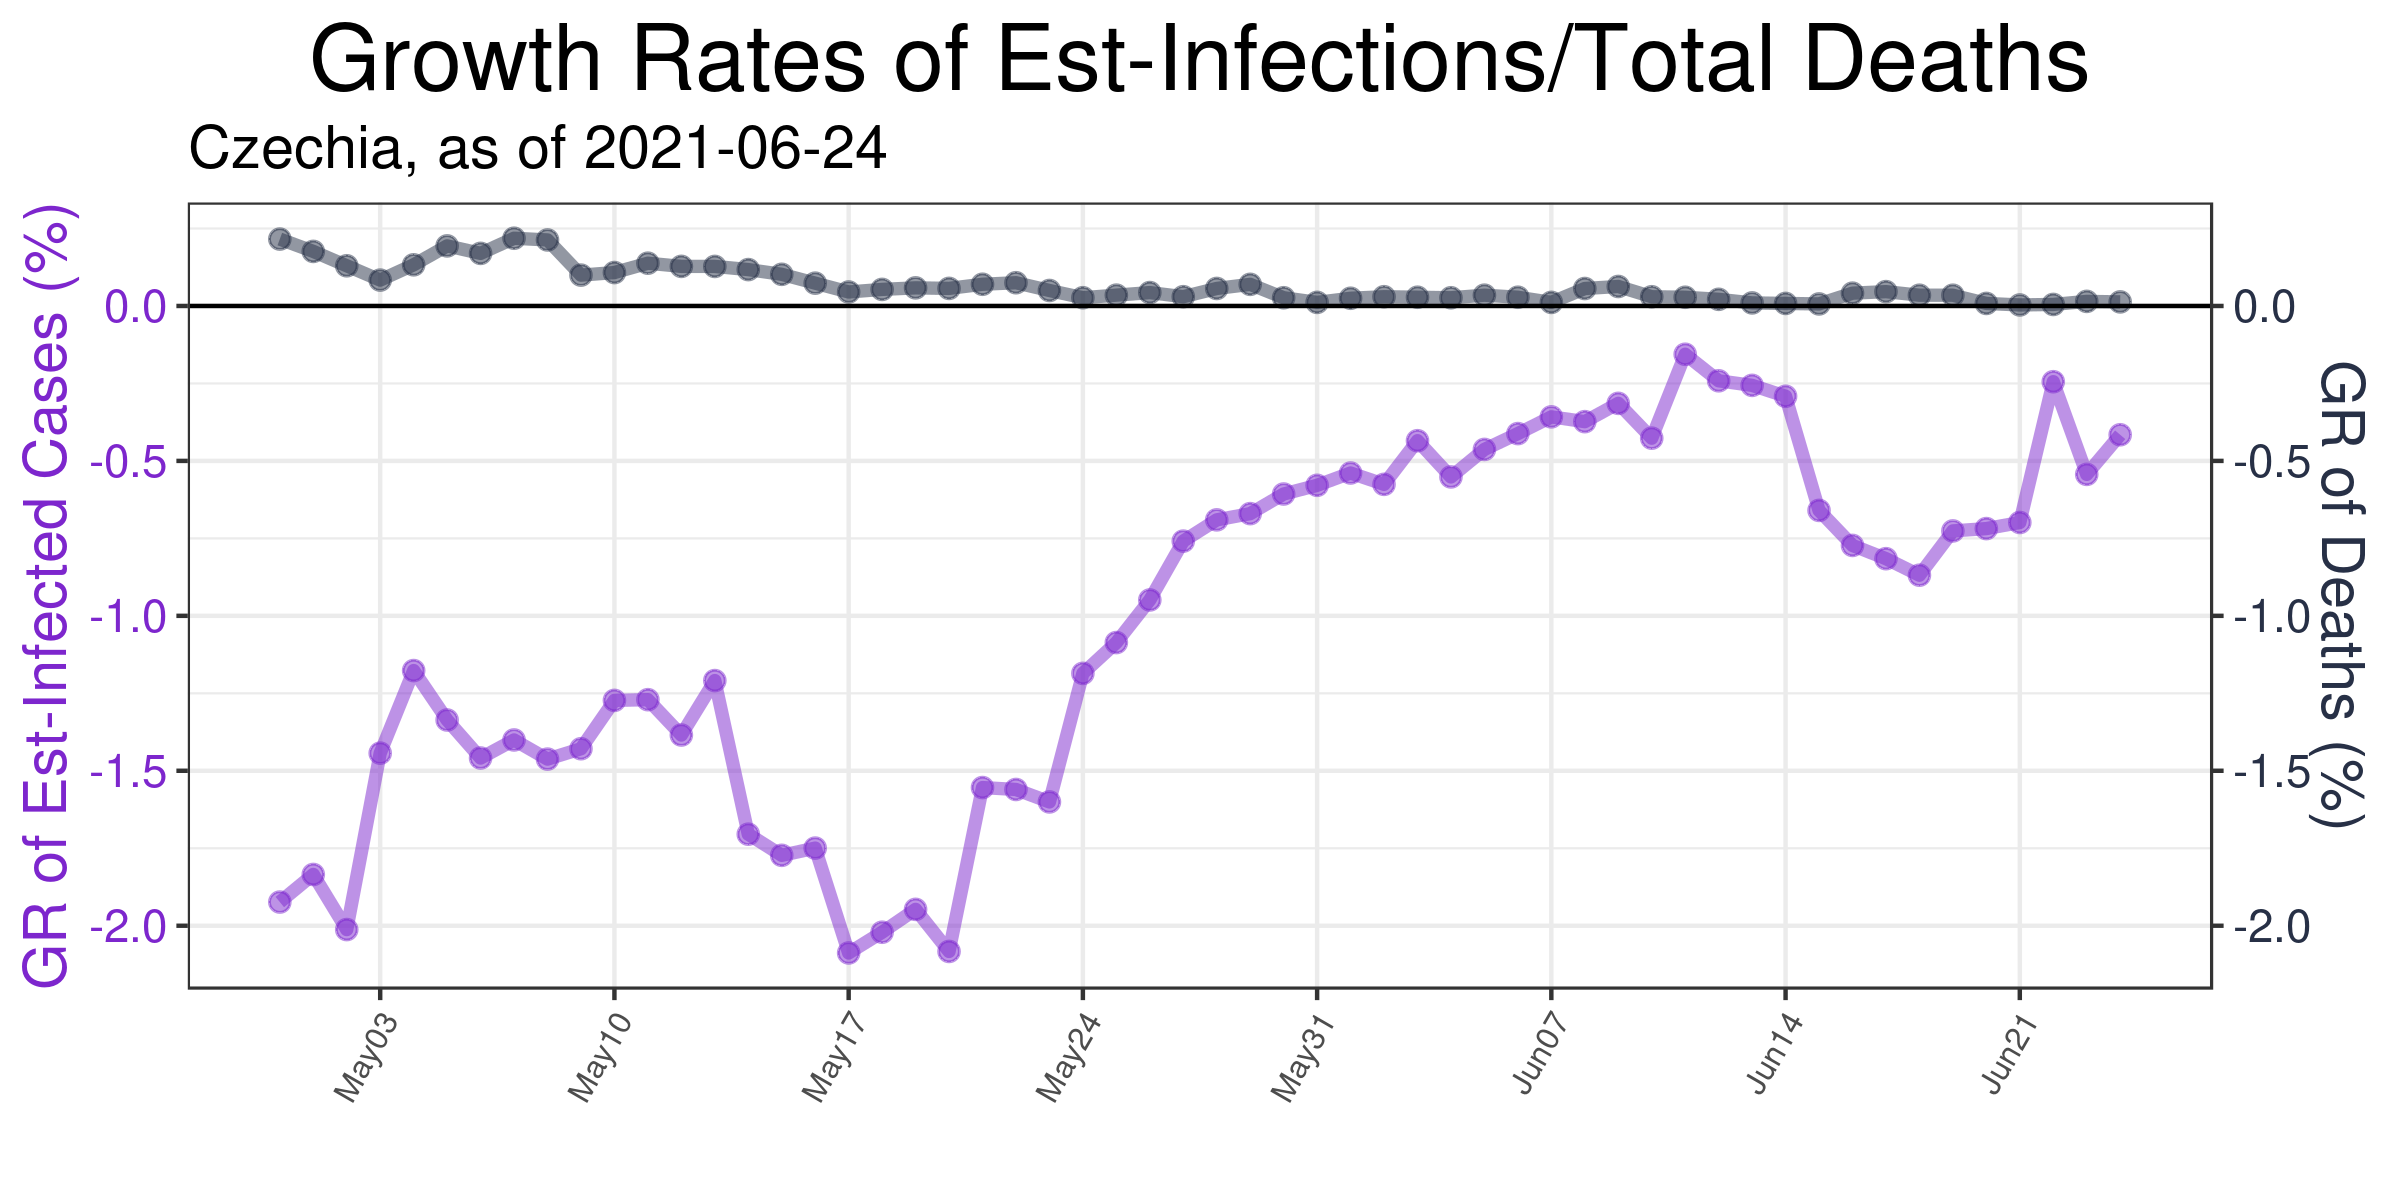 Growth Rates of Est-Infections/Total Deaths
Czechia, as of 2021-06-24
GR of Est-Infected Cases (%)
0.0
-0.5
-1.0
-1.5
-2.0
0.0
-0.5
-1.0
-1.5
-2.0
GR of Deaths (%)
May03
May10
May17
May24
May31
Jun07
Jun14
Jun21